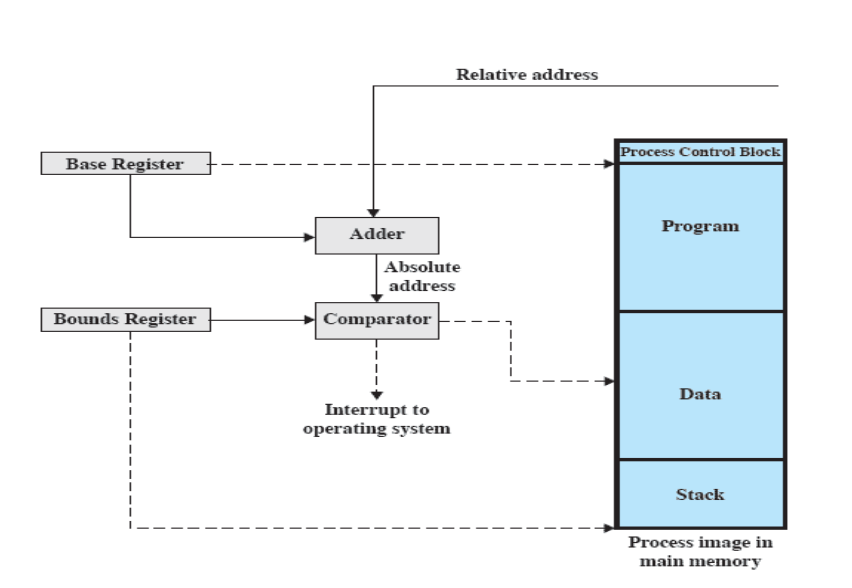 Relative address
Process Control Block
Base Register
Program
Adder
Absolute
address
Bounds Register
Comparator
Data
Interrupt to
operating system
Stack
Process image in
main memory